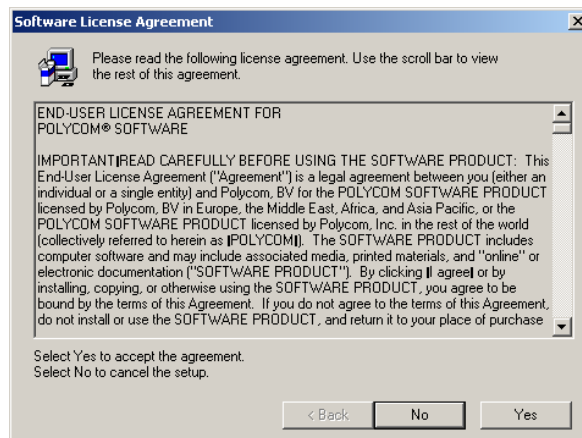 Software License Agreement
Please read the following license agreement. Use the scroll bar to view
the rest of this agreement.
END-USER LICENSE AGREEMENT FOR
POLYCOM® SOFTWARE
IMPORTANT|READ CAREFULLY BEFORE USING THE SOFTWARE PRODUCT: This
End-User License Agreement ("Agreement") is a legal agreement between you (either an
individual or a single entity) and Polycom, BV for the POLYCOM SOFTWARE PRODUCT
licensed by Polycom, BV in Europe, the Middle East, Africa, and Asia Pacific, or the
POLYCOM SOFTWARE PRODUCT licensed by Polycom, Inc. in the rest of the world
(collectively referred to herein as |POLYCOM|). The SOFTWARE PRODUCT includes
computer software and may include associated media, printed materials, and "online" or
electronic documentation ("SOFTWARE PRODUCT"). By clicking |I agree| or by
installing, copying, or otherwise using the SOFTWARE PRODUCT, you agree to be
bound by the terms of this Agreement. If you do not agree to the terms of this Agreement,
do not install or use the SOFTWARE PRODUCT, and return it to your place of purchase
Select Yes to accept the agreement.
Select No to cancel the setup.
< Back
No
Yes